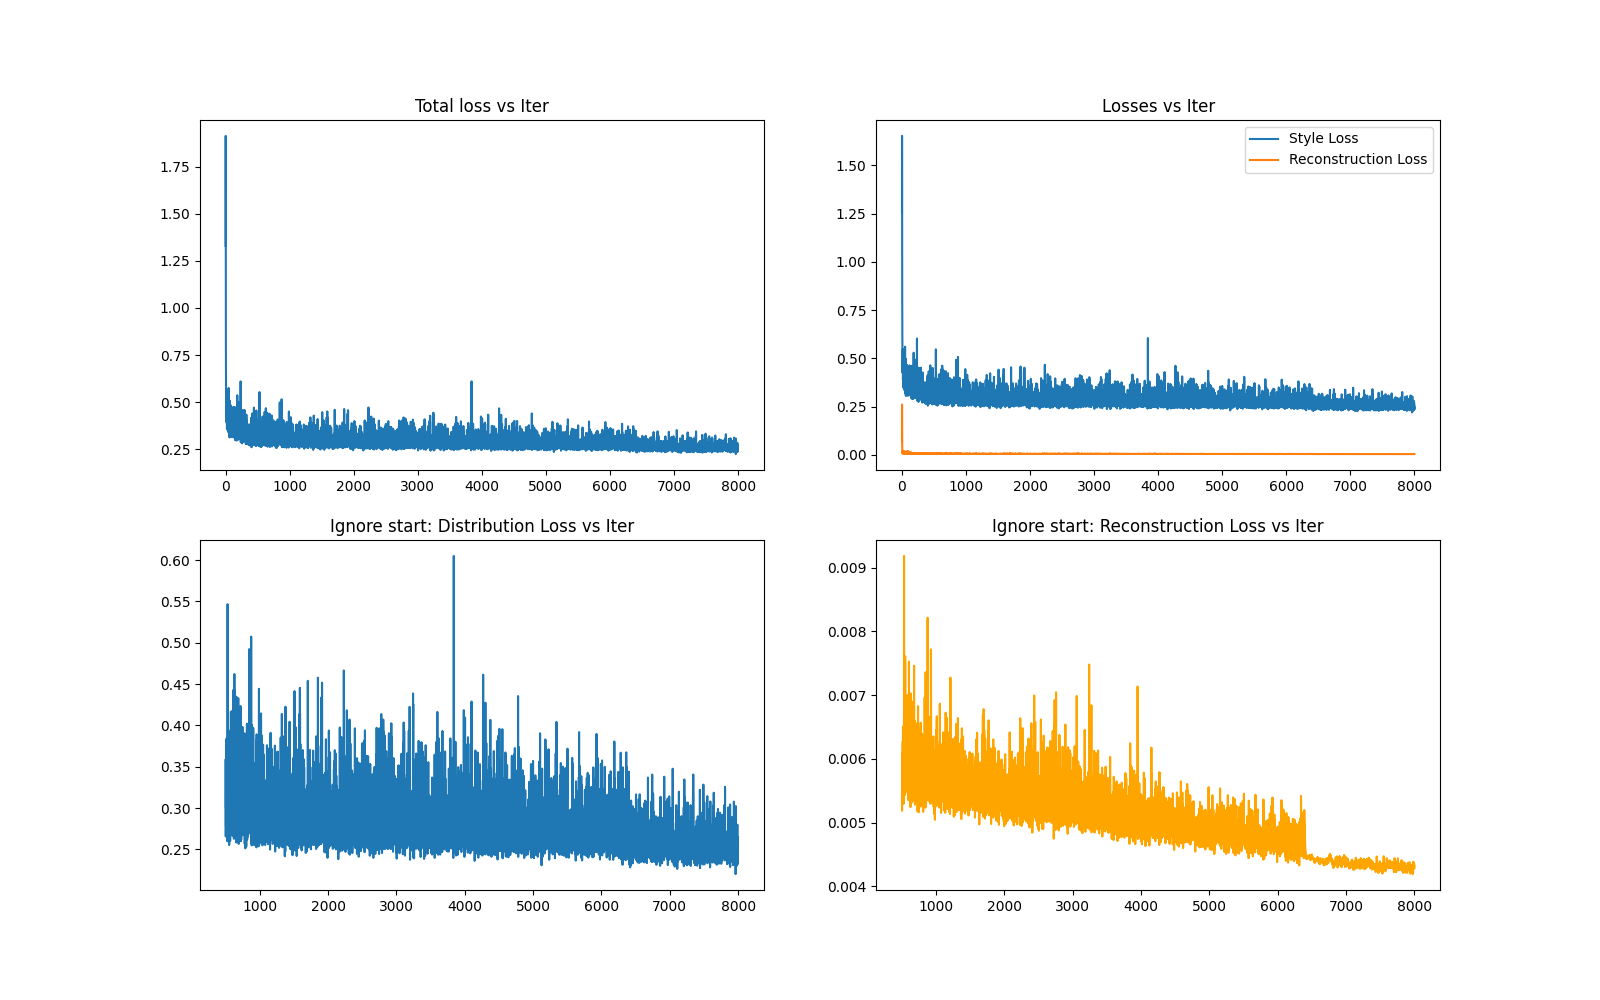 Total loss vs Iter
1.75
1.50
1.25
1.00
0.75
0.50
0.25
0 1000 2000 3000 4000 5000 6000 7000 8000
Losses vs Iter
Style Loss
Reconstruction Loss
1.50
1.25
1.00
0.75
0.50
0.25
0.00
0 1000 2000 3000 4000 5000 6000 7000 8000
Ignore start: Distribution Loss vs Iter
0.60
0.55
0.50
0.45
0.40
0.35
0.30
0.25
1000 2000 3000 4000 5000 6000 7000 8000
Ignore start: Reconstruction Loss vs Iter
0.009
0.008
0.007
0.006
0.005
0.004
1000 2000 3000 4000 5000 6000 7000 8000